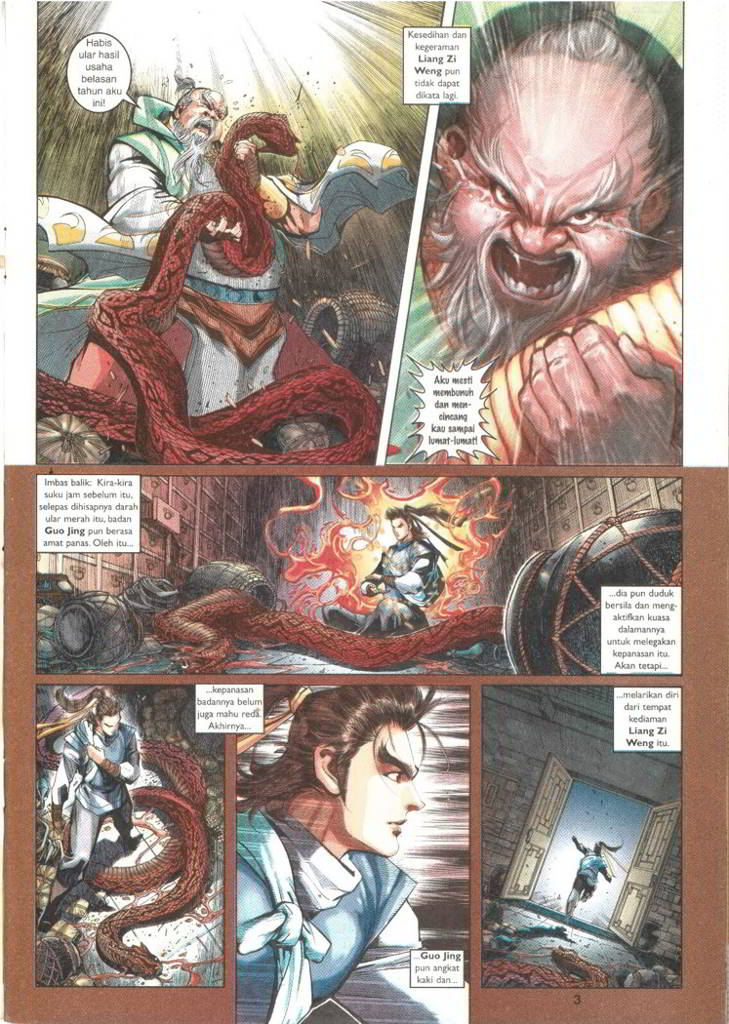 Habis
ular hasil
usaha
belasan
tahun aku
ini!
Kesedihan dan
kegeraman
Liang Zi
Weng pun
tidak dapat
dikata lagi.
Aku mesti
membunuh
dan men-
cincang
kau sampai
lumat-lumat!
Imbas balik: Kira-kira
suku jam sebelum itu,
selepas dihisapnya darah
ular merah itu, badan
Guo Jing pun berasa
amat panas. Oleh itu...
...dia pun duduk
bersila dan meng-
aktifkan kuasa
dalamannya
untuk melegakan
kepanasan itu.
Akan tetapi...
...kepanasan
badannya belum
juga mahu reda.
Akhirnya...
...Guo Jing
pun angkat
kaki dan...
...melarikan diri
dari tempat
kediaman
Liang Zi
Weng itu.
3